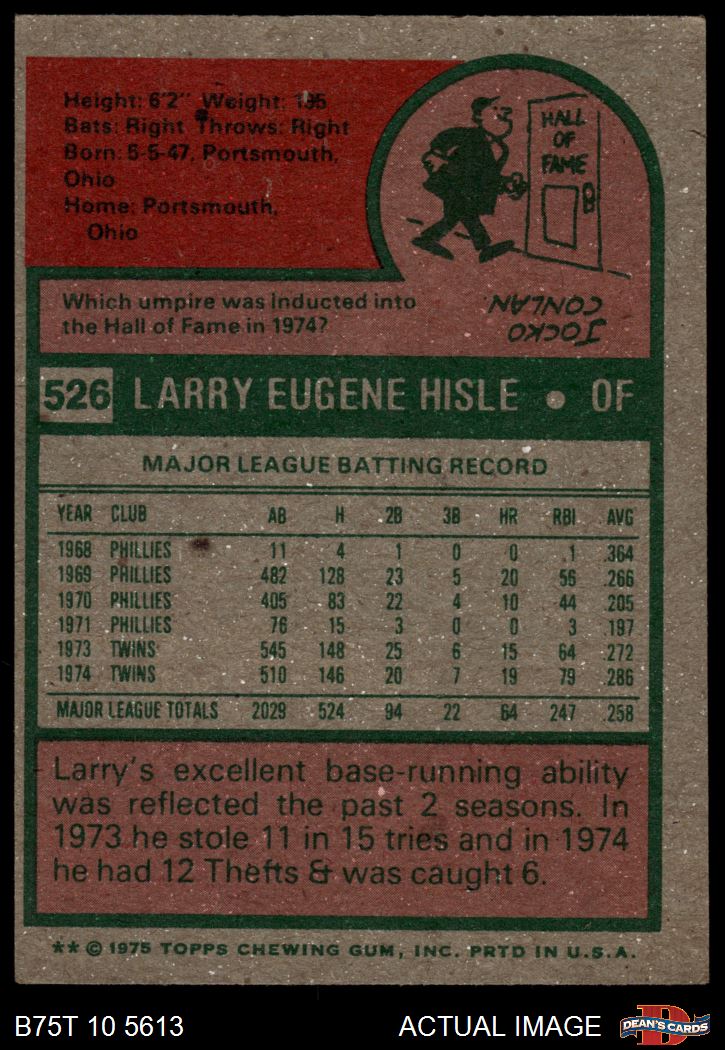 Height: 6'2" Weight: 195
Bats: Right Throws: Right
Born: 5-5-47, Portsmouth,
Ohio
Home: Portsmouth,
Ohio
HALL
OF
FAME
Which umpire was inducted into
the Hall of Fame in 1974?
JOCKO
CONLAN
526 LARRY EUGENE HISLE • OF
MAJOR LEAGUE BATTING RECORD
YEAR CLUB AB H 2B 3B HR RBI AVG
1968 PHILLIES 11 4 1 0 0 1 .364
1969 PHILLIES 482 128 23 5 20 56 .266
1970 PHILLIES 405 83 22 4 10 44 .205
1971 PHILLIES 76 15 3 0 0 3 .197
1973 TWINS 545 148 25 6 15 64 .272
1974 TWINS 510 146 20 7 19 79 .286
MAJOR LEAGUE TOTALS 2029 524 94 22 64 247 .258
Larry's excellent base-running ability
was reflected the past 2 seasons. In
1973 he stole 11 in 15 tries and in 1974
he had 12 Thefts & was caught 6.
** © 1975 TOPPS CHEWING GUM, INC. PRTD IN U.S.A.
B75T 10 5613 ACTUAL IMAGE DEAN'S CARDS